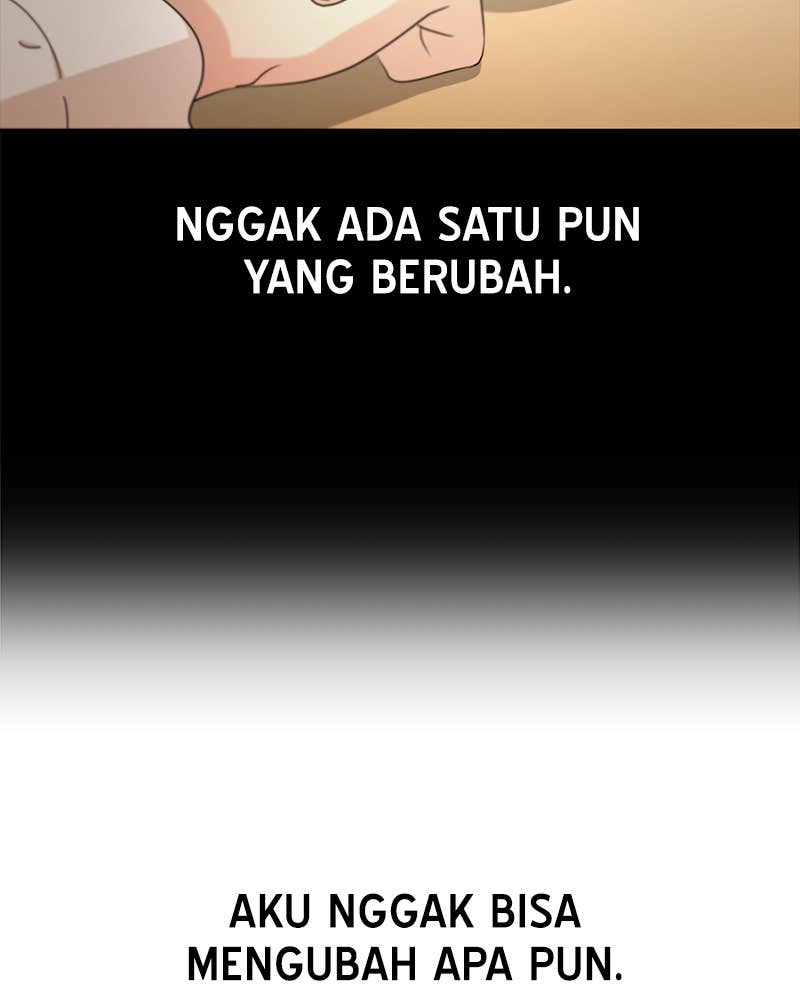 NGGAK ADA SATU PUN
YANG BERUBAH.
AKU NGGAK BISA
MENGUBAH APA PUN.